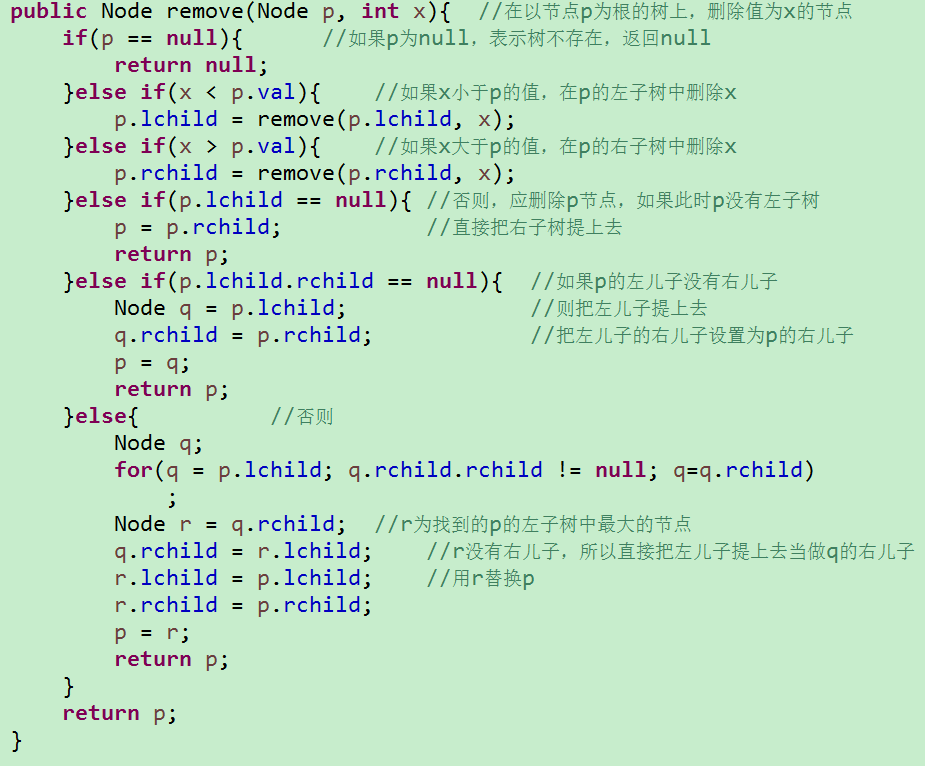 public Node remove(Node p, int x){  //在以节点p为根的树上，删除值为x的节点
    if(p == null){      //如果p为null，表示树不存在，返回null
        return null;
    }else if(x < p.val){    //如果x小于p的值，在p的左子树中删除x
        p.lchild = remove(p.lchild, x);
    }else if(x > p.val){    //如果x大于p的值，在p的右子树中删除x
        p.rchild = remove(p.rchild, x);
    }else if(p.lchild == null){ //否则，应删除p节点，如果此时p没有左子树
        p = p.rchild;               //直接把右子树提上去
        return p;
    }else if(p.lchild.rchild == null){  //如果p的左儿子没有右儿子
        Node q = p.lchild;              //则把左儿子提上去
        q.rchild = p.rchild;            //把左儿子的右儿子设置为p的右儿子
        p = q;
        return p;
    }else{          //否则
        Node q;
        for(q = p.lchild; q.rchild.rchild != null; q=q.rchild)
            ;
        Node r = q.rchild;  //r为找到的p的左子树中最大的节点
        q.rchild = r.lchild;    //r没有右儿子，所以直接把左儿子提上去当做q的右儿子
        r.lchild = p.lchild;    //用r替换p
        r.rchild = p.rchild;
        p = r;
        return p;
    }
    return p;
}